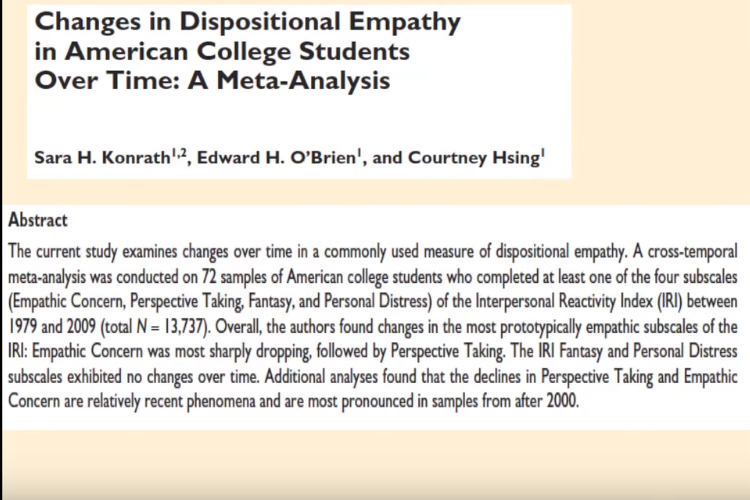 Changes in Dispositional Empathy
in American College Students
Over Time: A Meta-Analysis
Sara H. Konrath1,2, Edward H. O’Brien1, and Courtney Hsing1
Abstract
The current study examines changes over time in a commonly used measure of dispositional empathy. A cross-temporal
meta-analysis was conducted on 72 samples of American college students who completed at least one of the four subscales
(Empathic Concern, Perspective Taking, Fantasy, and Personal Distress) of the Interpersonal Reactivity Index (IRI) between
1979 and 2009 (total N = 13,737). Overall, the authors found changes in the most prototypically empathic subscales of the
IRI: Empathic Concern was most sharply dropping, followed by Perspective Taking. The IRI Fantasy and Personal Distress
subscales exhibited no changes over time. Additional analyses found that the declines in Perspective Taking and Empathic
Concern are relatively recent phenomena and are most pronounced in samples from after 2000.